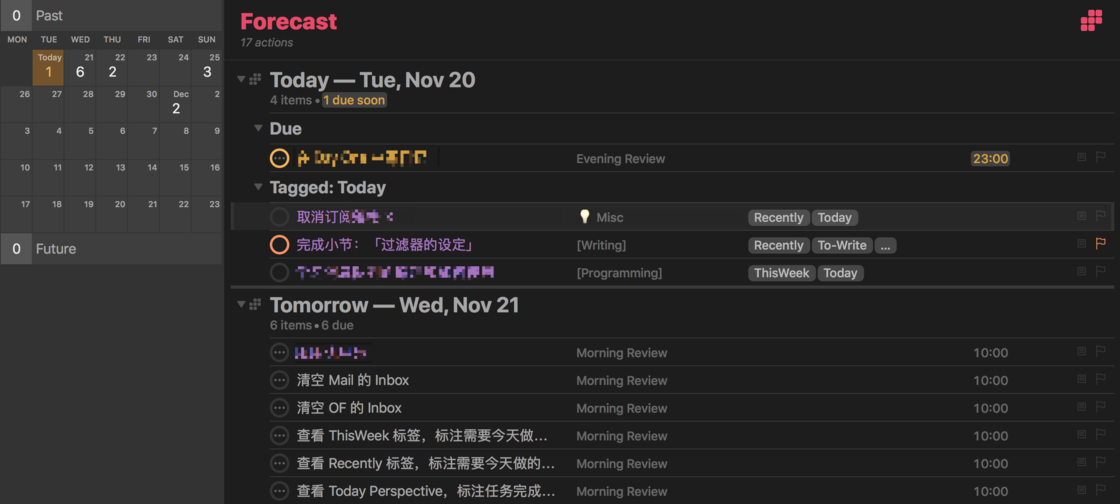 0 Past
MON TUE WED THU FRI SAT SUN
Today 21 22 23 24 25
1 6 2 3
26 27 28 29 30 Dec 2
2
3 4 5 6 7 8 9
10 11 12 13 14 15 16
17 18 19 20 21 22 23
0 Future
Forecast
17 actions
Today — Tue, Nov 20
4 items • 1 due soon
Due
Evening Review 23:00
Tagged: Today
取消订阅 Misc Recently Today
完成小节：「过滤器的设定」 [Writing] Recently To-Write ...
[Programming] ThisWeek Today
Tomorrow — Wed, Nov 21
6 items • 6 due
Morning Review 10:00
清空 Mail 的 Inbox Morning Review 10:00
清空 OF 的 Inbox Morning Review 10:00
查看 ThisWeek 标签，标注需要今天做... Morning Review 10:00
查看 Recently 标签，标注需要今天做的... Morning Review 10:00
查看 Today Perspective，标注任务完成... Morning Review 10:00